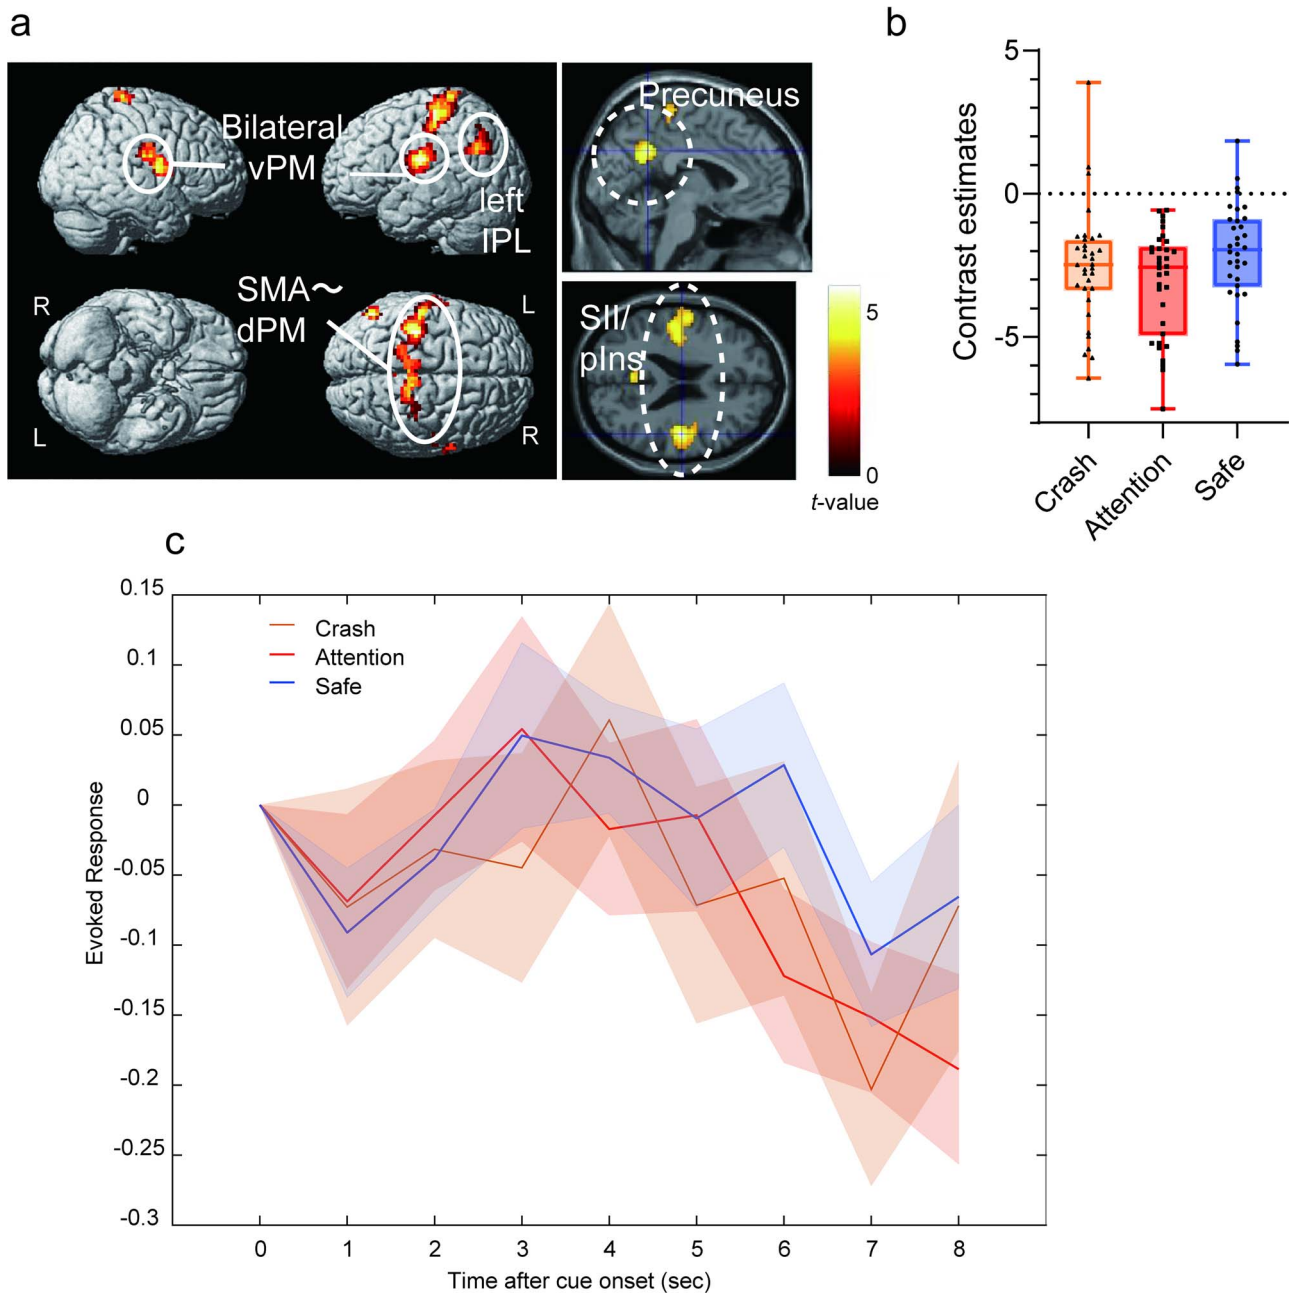 a
Bilateral
vPM
left
IPL
Precuneus
SMA～
dPM
R
L
L
R
SII/
pIns
5
0
t-value
b
5
0
-5
Contrast estimates
Crash
Attention
Safe
c
0.15
0.1
0.05
0
-0.05
-0.1
-0.15
-0.2
-0.25
-0.3
Evoked Response
Crash
Attention
Safe
0 1 2 3 4 5 6 7 8
Time after cue onset (sec)